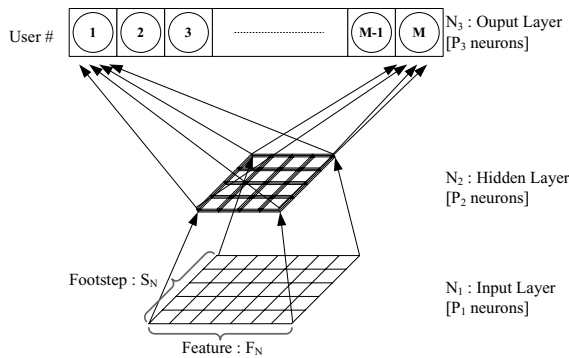 User #
1 2 3 M-1 M
N3 : Ouput Layer
[P3 neurons]
N2 : Hidden Layer
[P2 neurons]
Footstep : SN
N1 : Input Layer
[P1 neurons]
Feature : FN